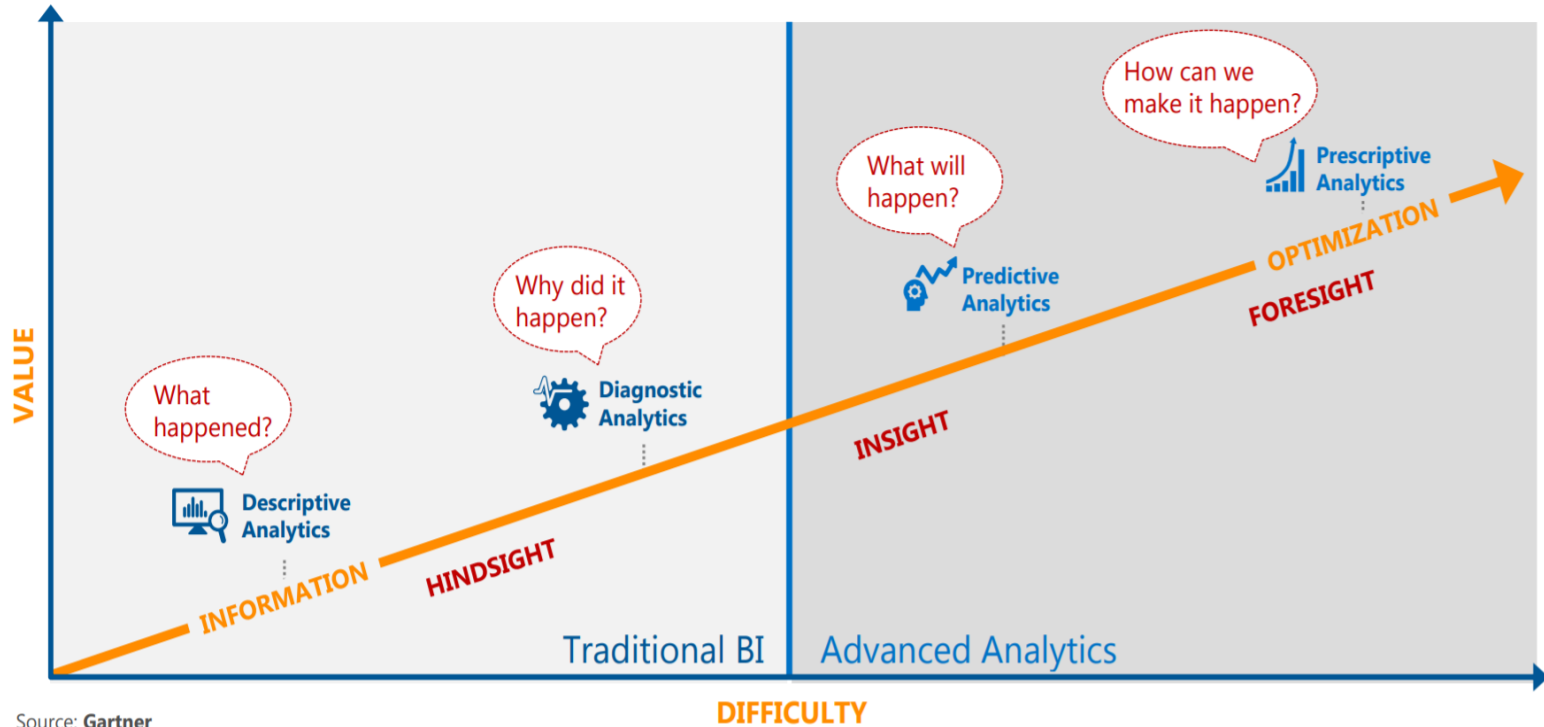 How can we
make it happen?
Prescriptive
Analytics
What will
happen?
OPTIMIZATION
Predictive
Analytics
FORESIGHT
Why did it
happen?
Diagnostic
Analytics
INSIGHT
VALUE
What
happened?
Descriptive
Analytics
INFORMATION
HINDSIGHT
Traditional BI
Advanced Analytics
DIFFICULTY
Source: Gartner